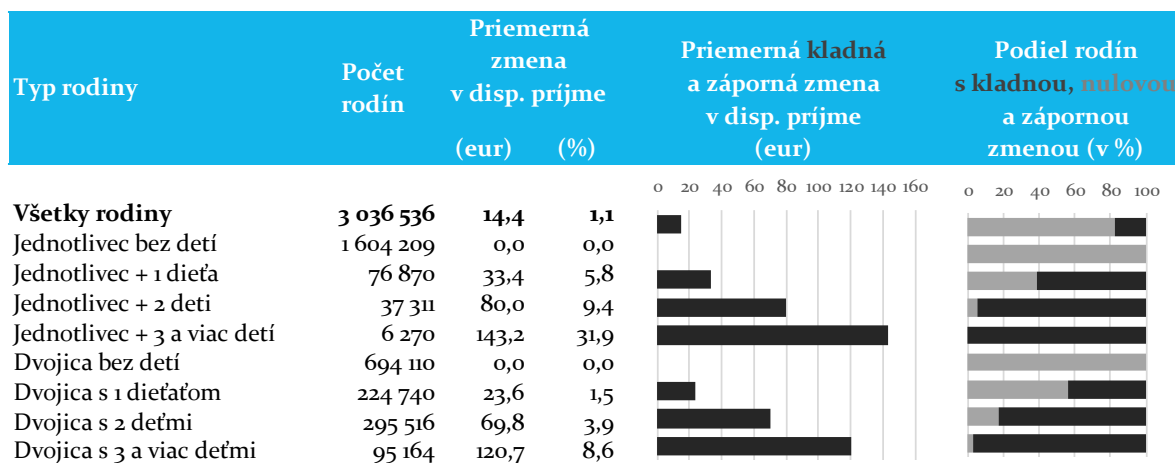 Typ rodiny
Počet
rodín
Priemerná
zmena
v disp. príjme
(eur) (%)
Priemerná kladná
a záporná zmena
v disp. príjme
(eur)
Podiel rodín
s kladnou, nulovou
a zápornou
zmenou (v %)
0 20 40 60 80 100 120 140 160
0 20 40 60 80 100
Všetky rodiny 3 036 536 14,4 1,1
Jednotlivec bez detí 1 604 209 0,0 0,0
Jednotlivec + 1 dieťa 76 870 33,4 5,8
Jednotlivec + 2 deti 37 311 80,0 9,4
Jednotlivec + 3 a viac detí 6 270 143,2 31,9
Dvojica bez detí 694 110 0,0 0,0
Dvojica s 1 dieťaťom 224 740 23,6 1,5
Dvojica s 2 deťmi 295 516 69,8 3,9
Dvojica s 3 a viac deťmi 95 164 120,7 8,6